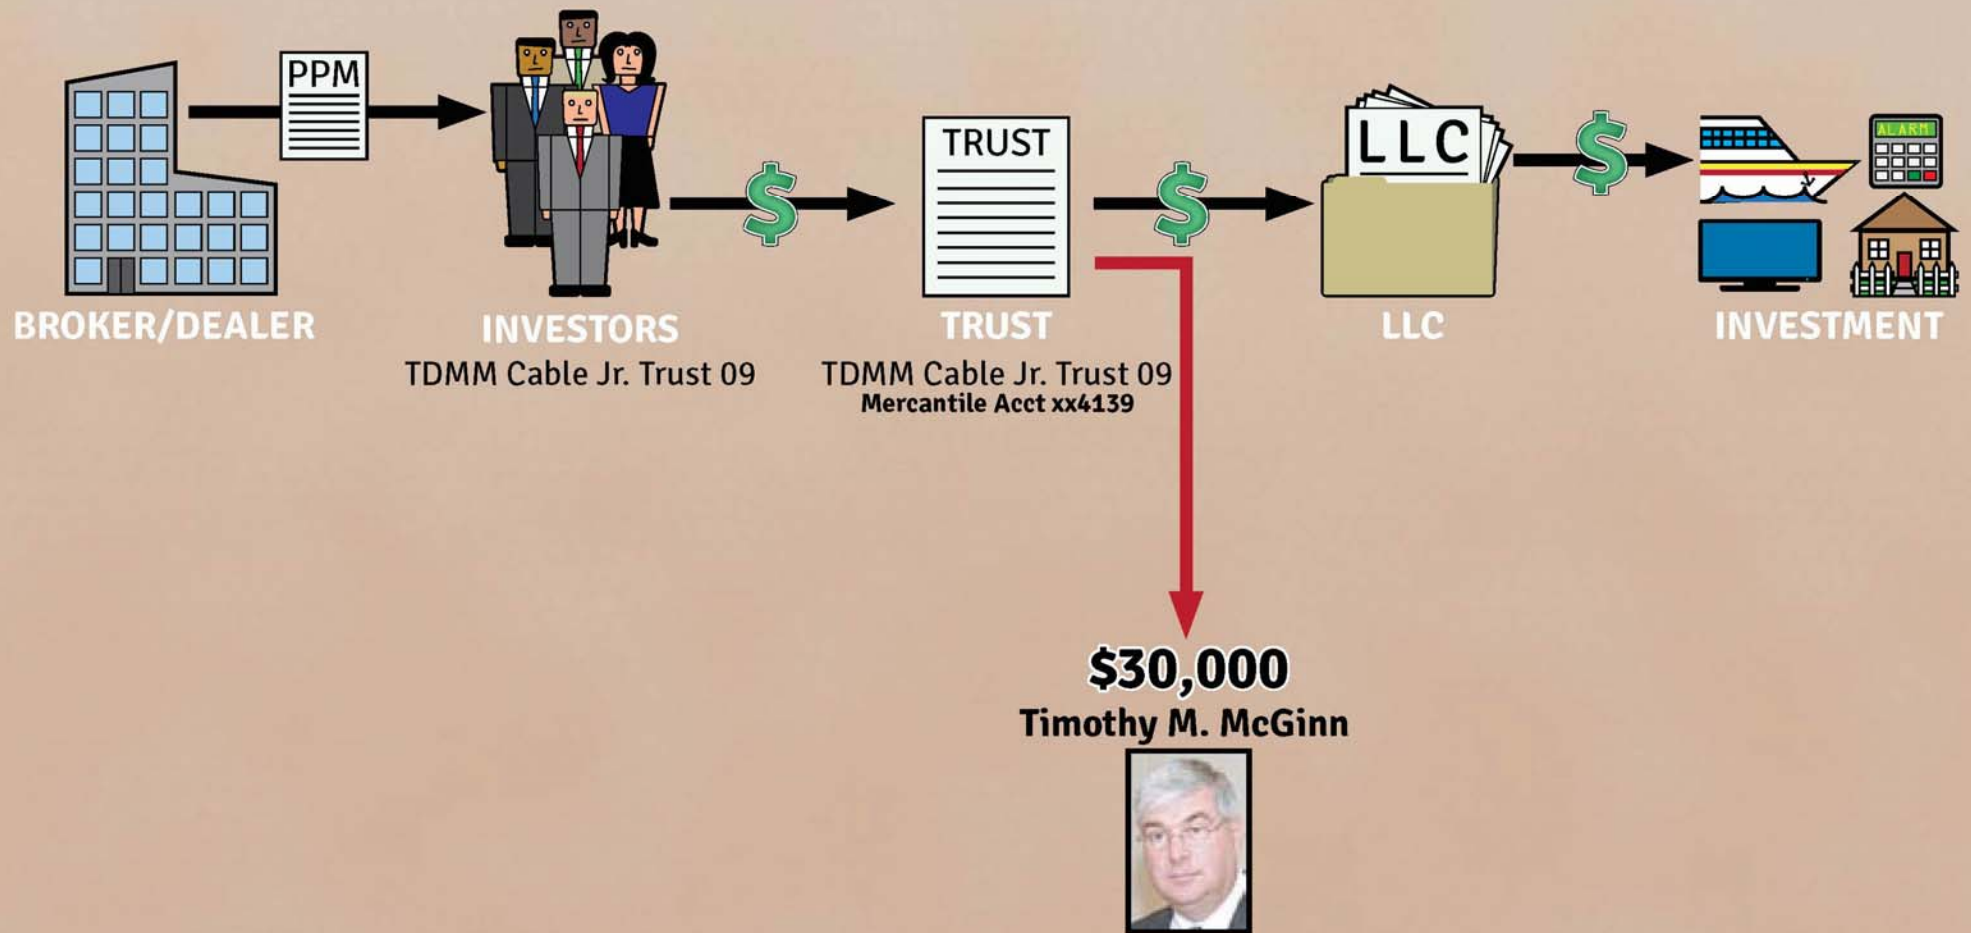 PPM
TRUST
LLC
ALARM
$
$
$
BROKER/DEALER
INVESTORS
TRUST
LLC
INVESTMENT
TDMM Cable Jr. Trust 09
TDMM Cable Jr. Trust 09
Mercantile Acct xx4139
$30,000
Timothy M. McGinn